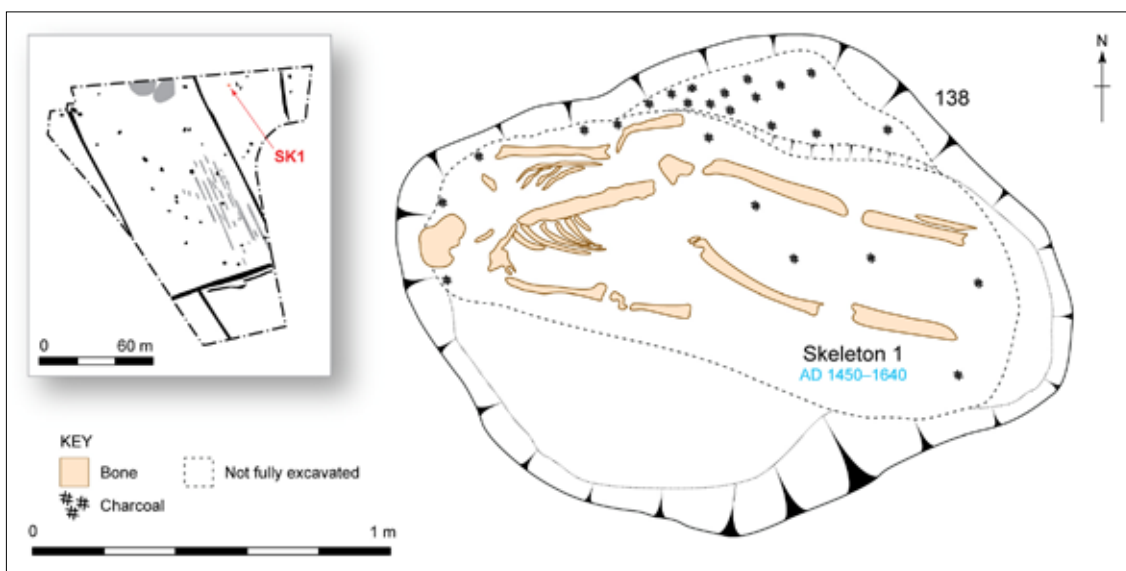 SK1
0 60 m
N
138
Skeleton 1
AD 1450–1640
KEY
Bone
Not fully excavated
Charcoal
0 1 m